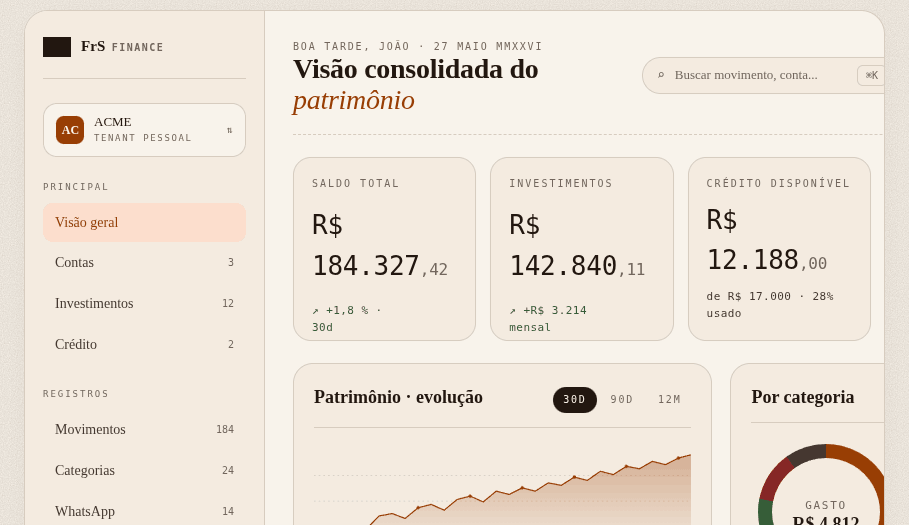 FrS FINANCE
AC
ACME
TENANT PESSOAL
PRINCIPAL
Visão geral
Contas 3
Investimentos 12
Crédito 2
REGISTROS
Movimentos 184
Categorias 24
WhatsApp 14
BOA TARDE, JOÃO · 27 MAIO MMXXVI
Visão consolidada do
patrimônio
Buscar movimento, conta... ⌘K
SALDO TOTAL
R$
184.327,42
↗ +1,8 % ·
30d
INVESTIMENTOS
R$
142.840,11
↗ +R$ 3.214
mensal
CRÉDITO DISPONÍVEL
R$
12.188,00
de R$ 17.000 · 28%
usado
Patrimônio · evolução
30D 90D 12M
Por categoria
GASTO
R$ 4.812